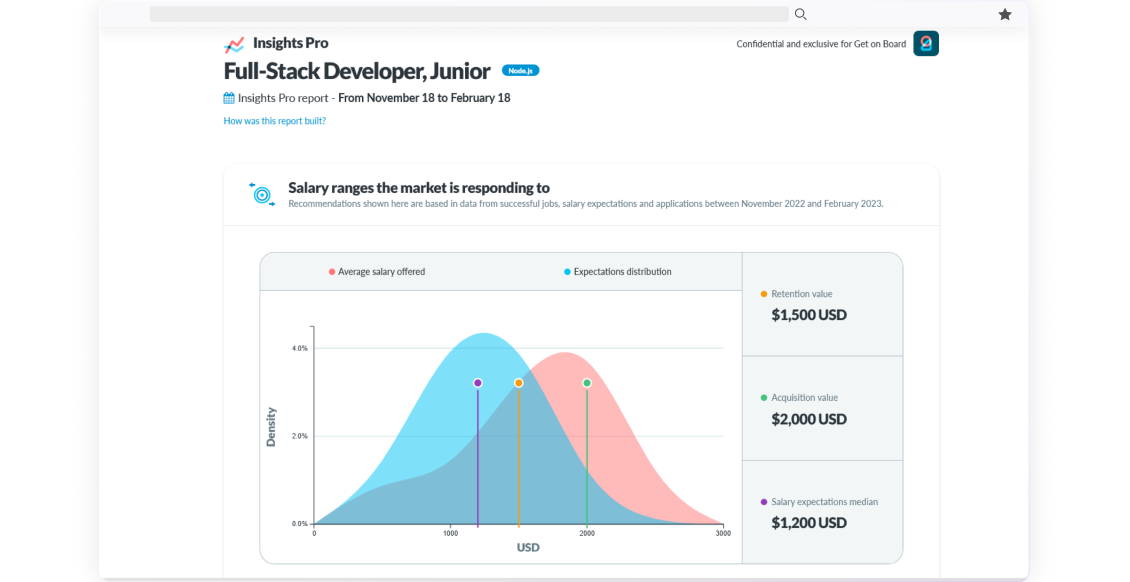 Insights Pro
Confidential and exclusive for Get on Board
Full-Stack Developer, Junior
Node.js
Insights Pro report - From November 18 to February 18
How was this report built?
Salary ranges the market is responding to
Recommendations shown here are based in data from successful jobs, salary expectations and applications between November 2022 and February 2023.
Average salary offered
Expectations distribution
4.0%
2.0%
0.0%
Density
0
1000
2000
3000
USD
Retention value
$1,500 USD
Acquisition value
$2,000 USD
Salary expectations median
$1,200 USD